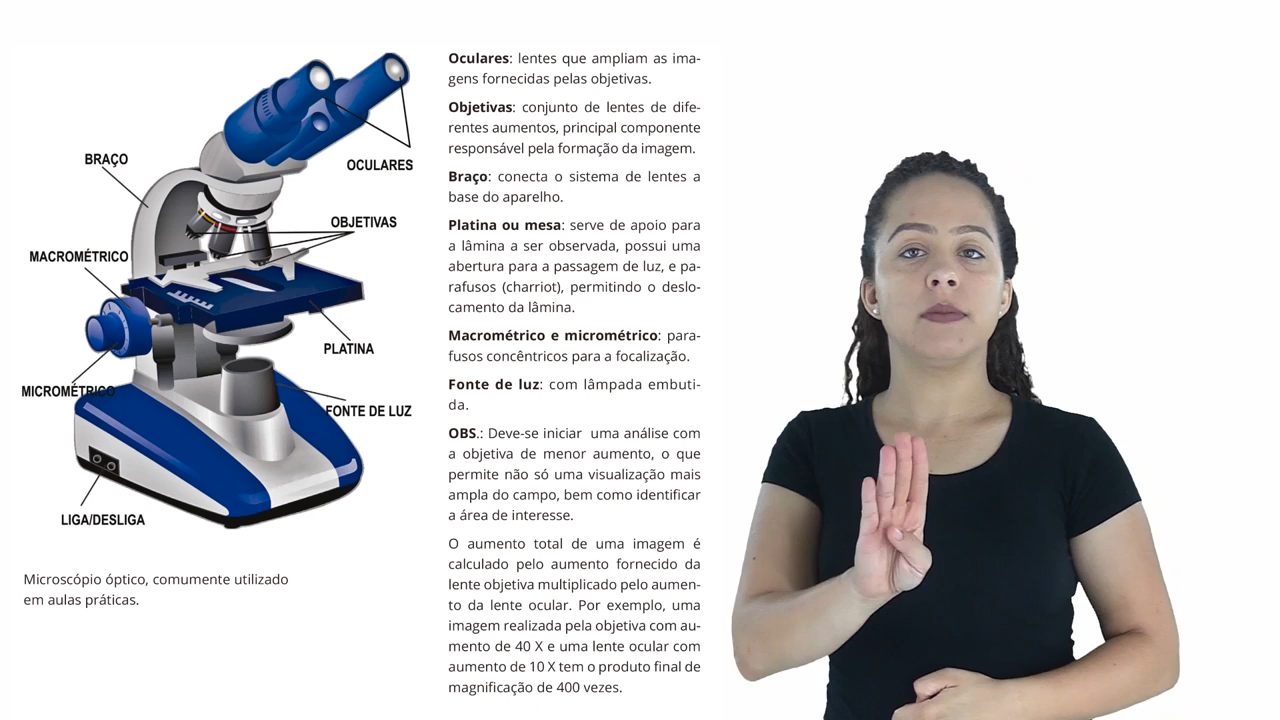 BRAÇO
OCULARES
OBJETIVAS
MACROMÉTRICO
PLATINA
MICROMÉTRICO
FONTE DE LUZ
LIGA/DESLIGA
Microscópio óptico, comumente utilizado
em aulas práticas.
Oculares: lentes que ampliam as ima-
gens fornecidas pelas objetivas.
Objetivas: conjunto de lentes de dife-
rentes aumentos, principal componente
responsável pela formação da imagem.
Braço: conecta o sistema de lentes a
base do aparelho.
Platina ou mesa: serve de apoio para
a lâmina a ser observada, possui uma
abertura para a passagem de luz, e pa-
rafusos (charriot), permitindo o deslo-
camento da lâmina.
Macrométrico e micrométrico: para-
fusos concêntricos para a focalização.
Fonte de luz: com lâmpada embuti-
da.
OBS.: Deve-se iniciar uma análise com
a objetiva de menor aumento, o que
permite não só uma visualização mais
ampla do campo, bem como identificar
a área de interesse.
O aumento total de uma imagem é
calculado pelo aumento fornecido da
lente objetiva multiplicado pelo aumen-
to da lente ocular. Por exemplo, uma
imagem realizada pela objetiva com au-
mento de 40 X e uma lente ocular com
aumento de 10 X tem o produto final de
magnificação de 400 vezes.